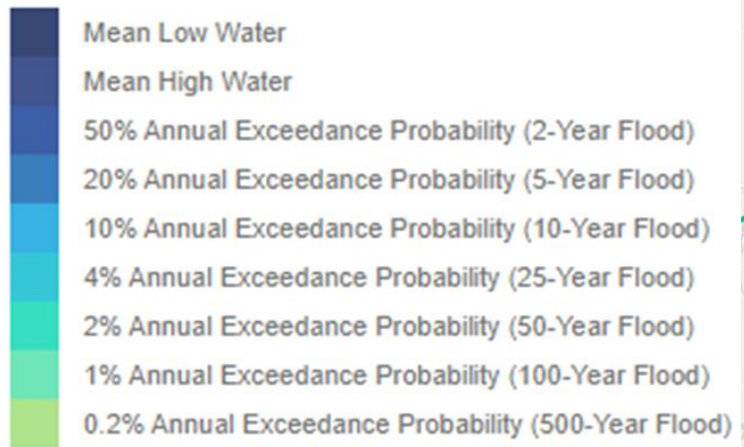 Mean Low Water
Mean High Water
50% Annual Exceedance Probability (2-Year Flood)
20% Annual Exceedance Probability (5-Year Flood)
10% Annual Exceedance Probability (10-Year Flood)
4% Annual Exceedance Probability (25-Year Flood)
2% Annual Exceedance Probability (50-Year Flood)
1% Annual Exceedance Probability (100-Year Flood)
0.2% Annual Exceedance Probability (500-Year Flood)